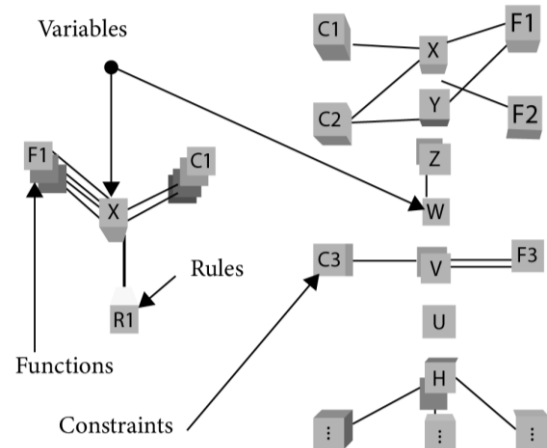 Variables
C1
F1
X
C2
Y
F2
F1
C1
Z
X
W
C3
V
F3
Rules
R1
U
Functions
H
Constraints
⋮
⋮
⋮